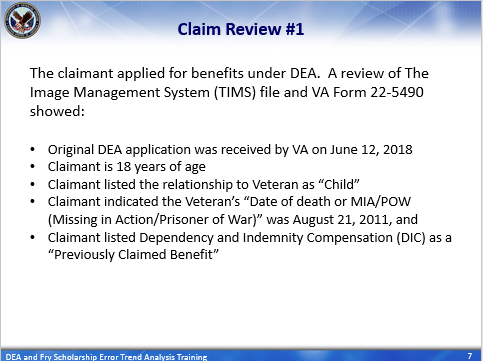 Claim Review #1
The claimant applied for benefits under DEA.  A review of The
Image Management System (TIMS) file and VA Form 22-5490
showed:
• Original DEA application was received by VA on June 12, 2018
• Claimant is 18 years of age
• Claimant listed the relationship to Veteran as “Child”
• Claimant indicated the Veteran’s “Date of death or MIA/POW
(Missing in Action/Prisoner of War)” was August 21, 2011, and
• Claimant listed Dependency and Indemnity Compensation (DIC) as a
“Previously Claimed Benefit”
DEA and Fry Scholarship Error Trend Analysis Training
7